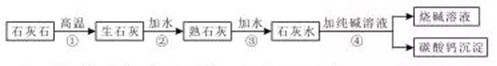 石灰石 高温 ① 生石灰 加水 ② 熟石灰 加水 ③ 石灰水 加纯碱溶液 ④ 烧碱溶液
碳酸钙沉淀